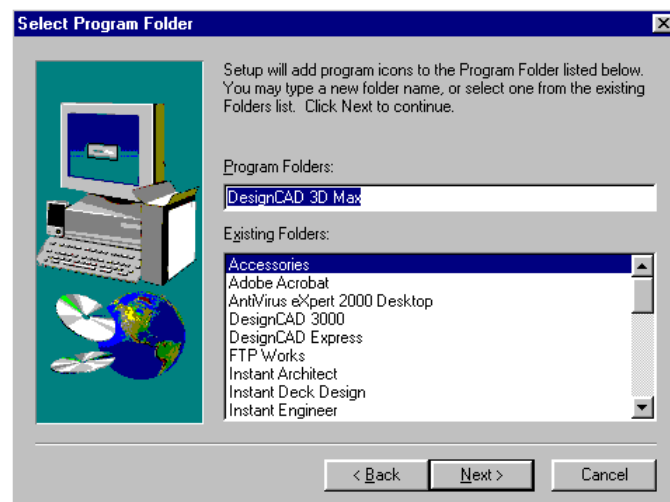 Select Program Folder
Setup will add program icons to the Program Folder listed below.
You may type a new folder name, or select one from the existing
Folders list. Click Next to continue.
Program Folders:
DesignCAD 3D Max
Existing Folders:
Accessories
Adobe Acrobat
AntiVirus eXpert 2000 Desktop
DesignCAD 3000
DesignCAD Express
FTP Works
Instant Architect
Instant Deck Design
Instant Engineer
< Back
Next >
Cancel